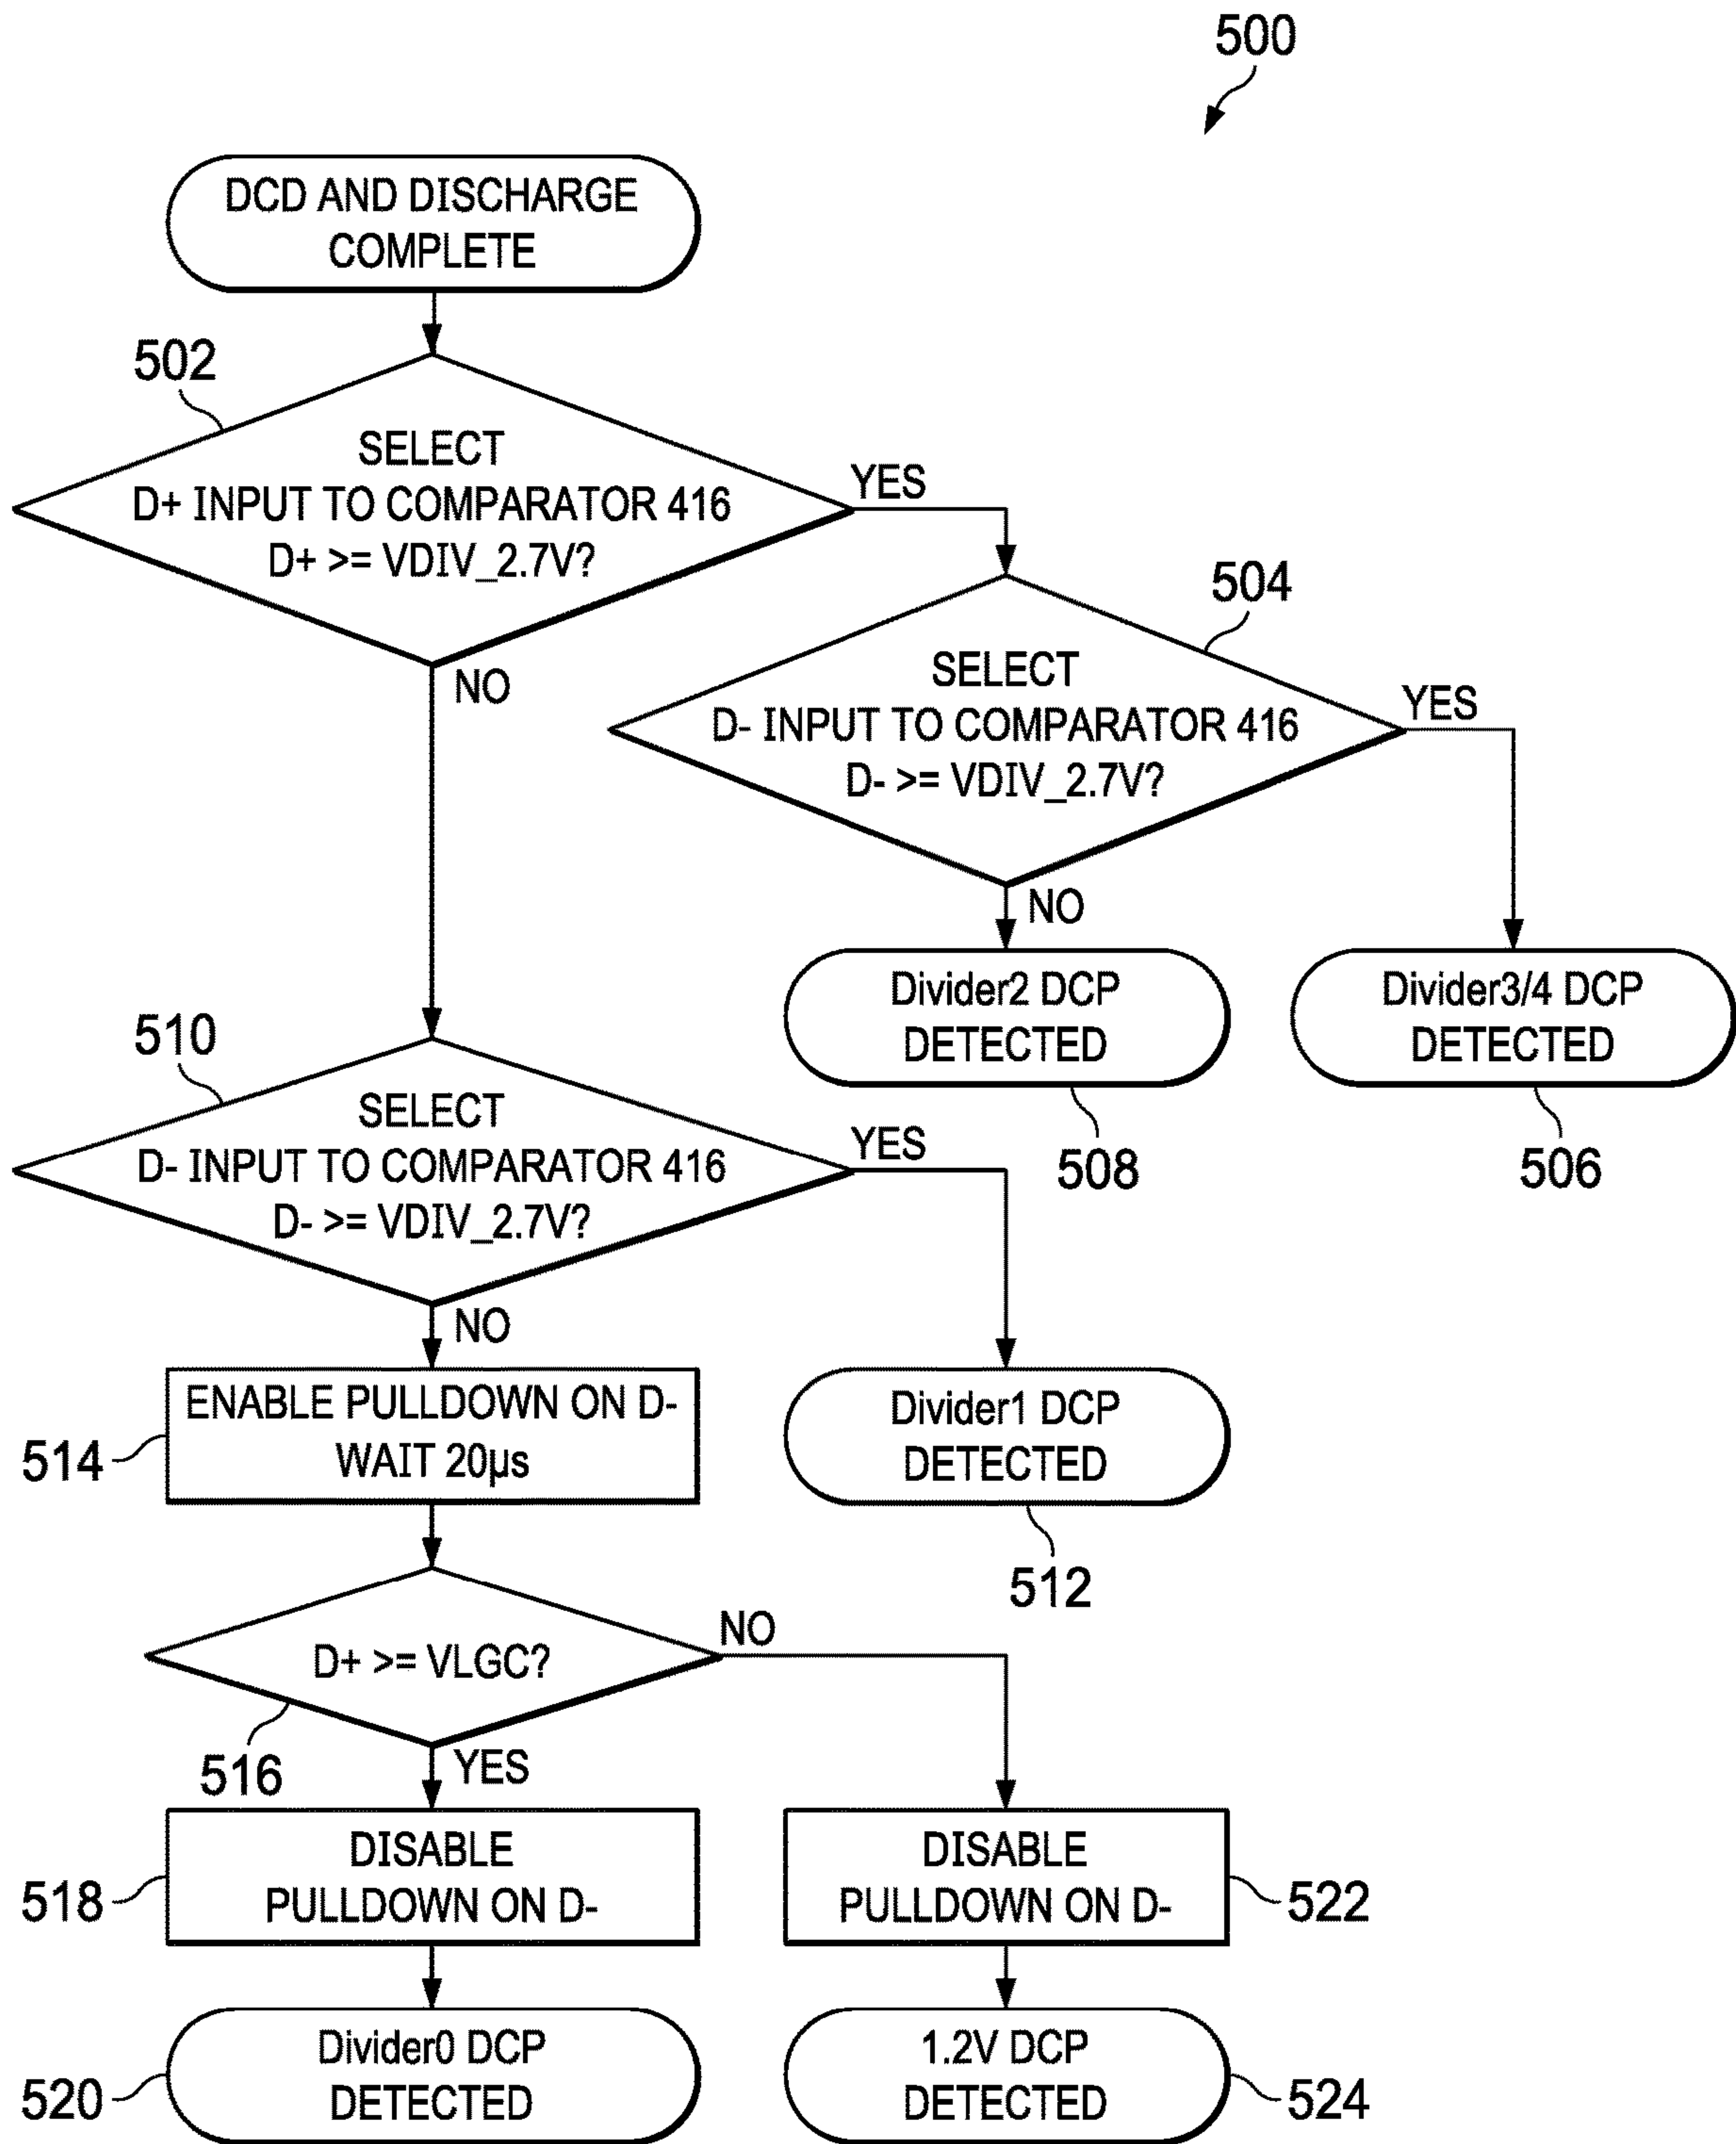 500
DCD AND DISCHARGE
COMPLETE
502
SELECT
D+ INPUT TO COMPARATOR 416
D+ >= VDIV_2.7V?
YES
NO
504
SELECT
D- INPUT TO COMPARATOR 416
D- >= VDIV_2.7V?
YES
NO
Divider2 DCP
DETECTED
508
Divider3/4 DCP
DETECTED
506
510
SELECT
D- INPUT TO COMPARATOR 416
D- >= VDIV_2.7V?
YES
NO
514
ENABLE PULLDOWN ON D-
WAIT 20µs
Divider1 DCP
DETECTED
512
D+ >= VLGC?
NO
516
YES
518
DISABLE
PULLDOWN ON D-
DISABLE
PULLDOWN ON D-
522
520
Divider0 DCP
DETECTED
1.2V DCP
DETECTED
524